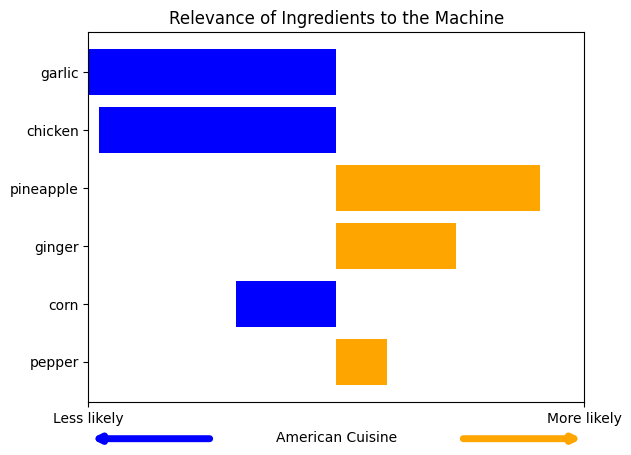 Relevance of Ingredients to the Machine
garlic
chicken
pineapple
ginger
corn
pepper
Less likely
More likely
American Cuisine